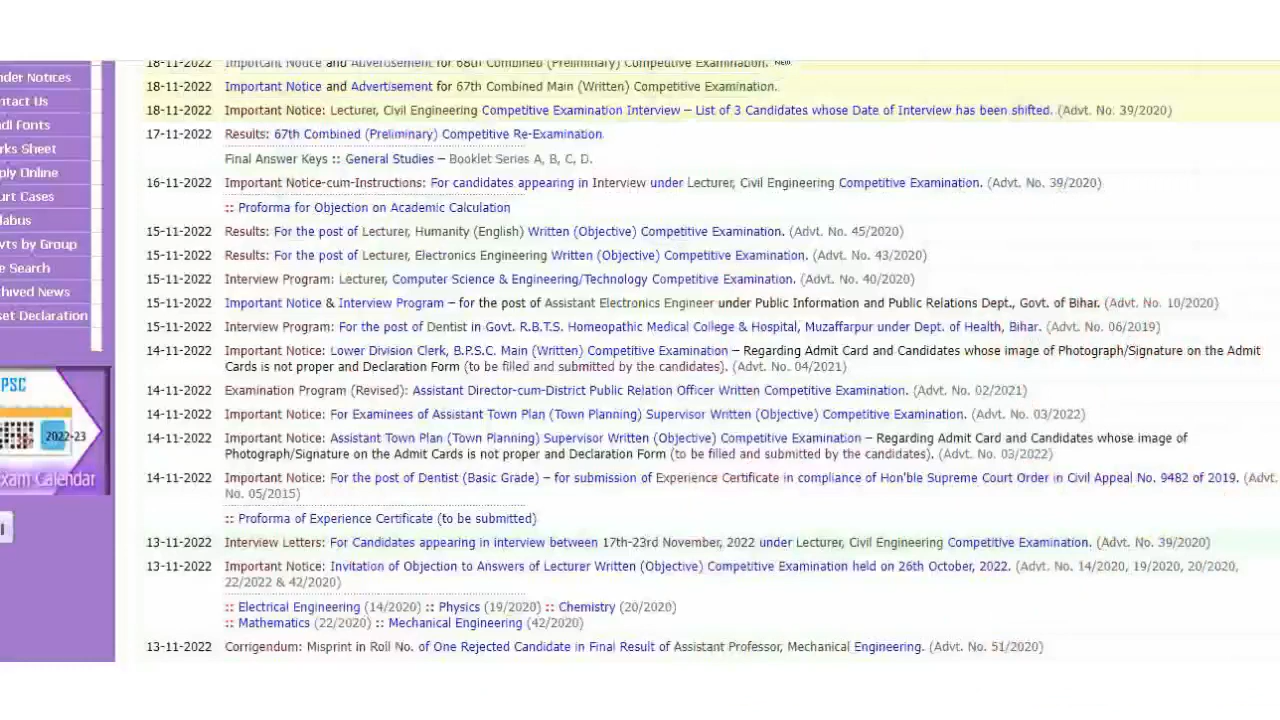 nder Notices
ntact Us
ndi Fonts
rks Sheet
ply Online
urt Cases
labus
vts by Group
e Search
hived News
set Declaration
PSC
2022-23
xam Calendar
18-11-2022 Important Notice and Advertisement for 68th Combined (Preliminary) Competitive Examination. NEW
18-11-2022 Important Notice and Advertisement for 67th Combined Main (Written) Competitive Examination.
18-11-2022 Important Notice: Lecturer, Civil Engineering Competitive Examination Interview – List of 3 Candidates whose Date of Interview has been shifted. (Advt. No. 39/2020)
17-11-2022 Results: 67th Combined (Preliminary) Competitive Re-Examination.
Final Answer Keys :: General Studies – Booklet Series A, B, C, D.
16-11-2022 Important Notice-cum-Instructions: For candidates appearing in Interview under Lecturer, Civil Engineering Competitive Examination. (Advt. No. 39/2020)
:: Proforma for Objection on Academic Calculation
15-11-2022 Results: For the post of Lecturer, Humanity (English) Written (Objective) Competitive Examination. (Advt. No. 45/2020)
15-11-2022 Results: For the post of Lecturer, Electronics Engineering Written (Objective) Competitive Examination. (Advt. No. 43/2020)
15-11-2022 Interview Program: Lecturer, Computer Science & Engineering/Technology Competitive Examination. (Advt. No. 40/2020)
15-11-2022 Important Notice & Interview Program – for the post of Assistant Electronics Engineer under Public Information and Public Relations Dept., Govt. of Bihar. (Advt. No. 10/2020)
15-11-2022 Interview Program: For the post of Dentist in Govt. R.B.T.S. Homeopathic Medical College & Hospital, Muzaffarpur under Dept. of Health, Bihar. (Advt. No. 06/2019)
14-11-2022 Important Notice: Lower Division Clerk, B.P.S.C. Main (Written) Competitive Examination – Regarding Admit Card and Candidates whose image of Photograph/Signature on the Admit
Cards is not proper and Declaration Form (to be filled and submitted by the candidates). (Advt. No. 04/2021)
14-11-2022 Examination Program (Revised): Assistant Director-cum-District Public Relation Officer Written Competitive Examination. (Advt. No. 02/2021)
14-11-2022 Important Notice: For Examinees of Assistant Town Plan (Town Planning) Supervisor Written (Objective) Competitive Examination. (Advt. No. 03/2022)
14-11-2022 Important Notice: Assistant Town Plan (Town Planning) Supervisor Written (Objective) Competitive Examination – Regarding Admit Card and Candidates whose image of
Photograph/Signature on the Admit Cards is not proper and Declaration Form (to be filled and submitted by the candidates). (Advt. No. 03/2022)
14-11-2022 Important Notice: For the post of Dentist (Basic Grade) – for submission of Experience Certificate in compliance of Hon'ble Supreme Court Order in Civil Appeal No. 9482 of 2019. (Advt.
No. 05/2015)
:: Proforma of Experience Certificate (to be submitted)
13-11-2022 Interview Letters: For Candidates appearing in interview between 17th-23rd November, 2022 under Lecturer, Civil Engineering Competitive Examination. (Advt. No. 39/2020)
13-11-2022 Important Notice: Invitation of Objection to Answers of Lecturer Written (Objective) Competitive Examination held on 26th October, 2022. (Advt. No. 14/2020, 19/2020, 20/2020,
22/2022 & 42/2020)
:: Electrical Engineering (14/2020) :: Physics (19/2020) :: Chemistry (20/2020)
:: Mathematics (22/2020) :: Mechanical Engineering (42/2020)
13-11-2022 Corrigendum: Misprint in Roll No. of One Rejected Candidate in Final Result of Assistant Professor, Mechanical Engineering. (Advt. No. 51/2020)